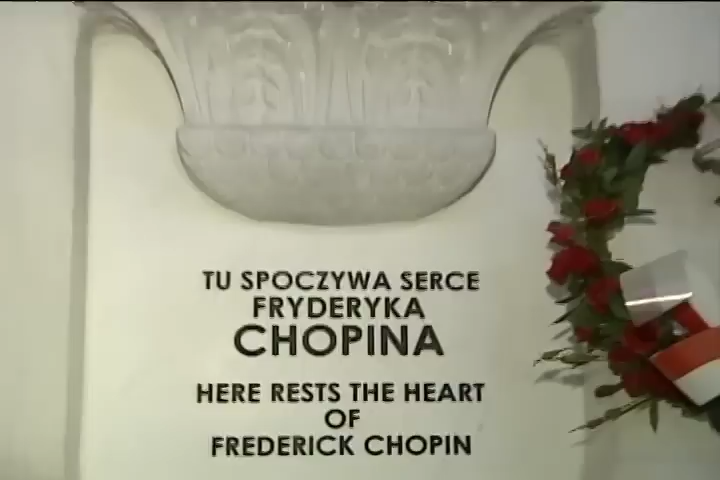 TU SPOCZYWA SERCE
FRYDERYKA
CHOPINA
HERE RESTS THE HEART
OF
FREDERICK CHOPIN